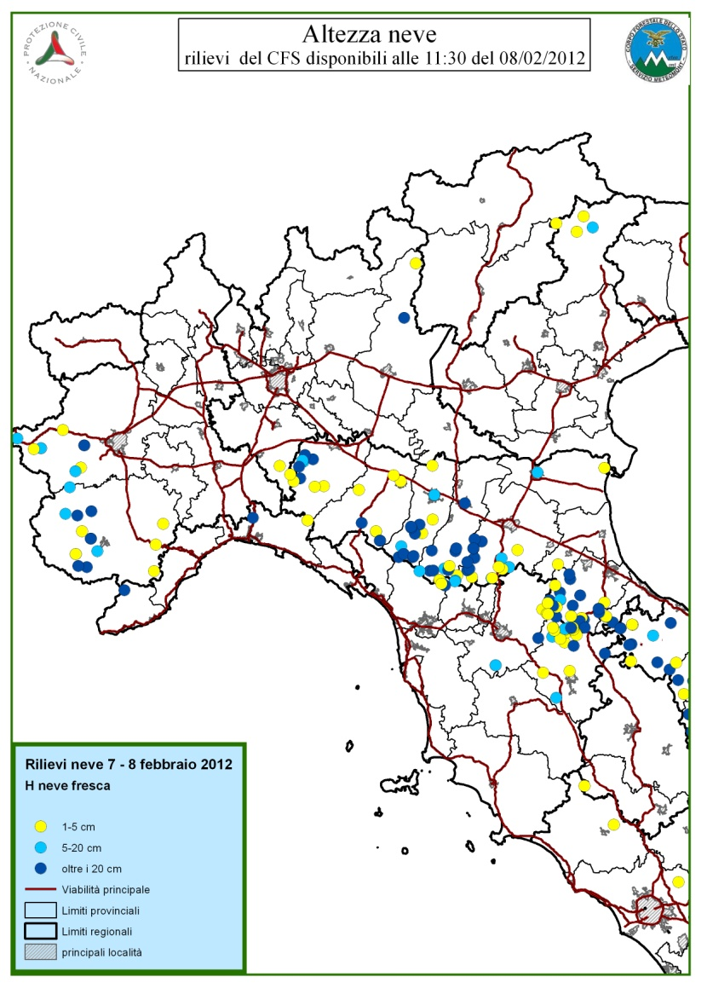 PROTEZIONE CIVILE
NAZIONALE
Altezza neve
rilievi del CFS disponibili alle 11:30 del 08/02/2012
CORPO FORESTALE DELLO STATO
SERVIZIO METEOMONT
Rilievi neve 7 - 8 febbraio 2012
H neve fresca
1-5 cm
5-20 cm
oltre i 20 cm
Viabilità principale
Limiti provinciali
Limiti regionali
principali località